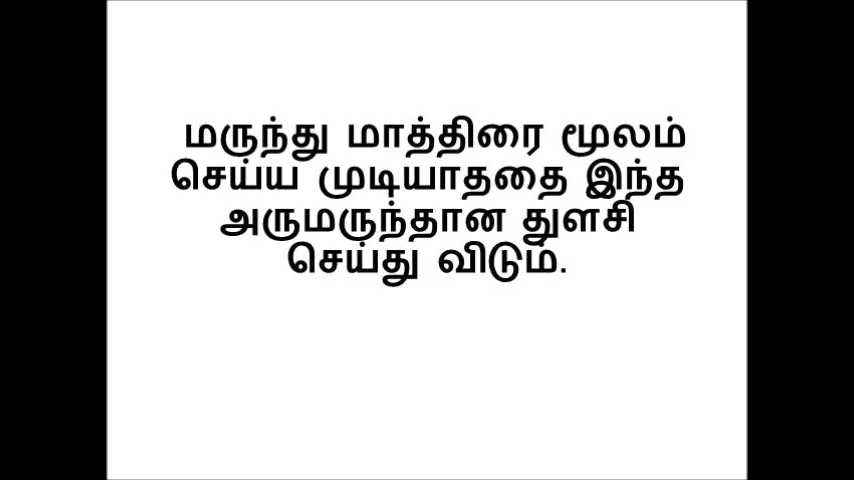 மருந்து மாத்திரை மூலம்
செய்ய முடியாததை இந்த
அருமருந்தான துளசி
செய்து விடும்.